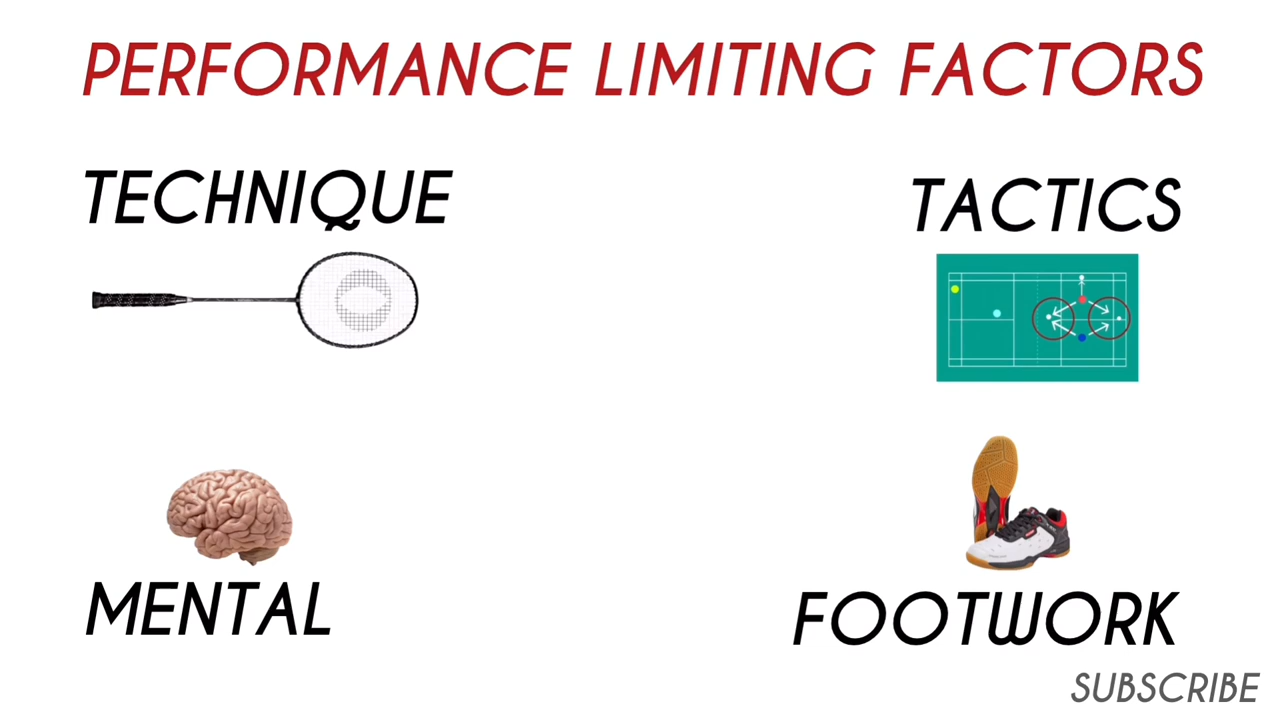 PERFORMANCE LIMITING FACTORS
TECHNIQUE
TACTICS
MENTAL
FOOTWORK
SUBSCRIBE